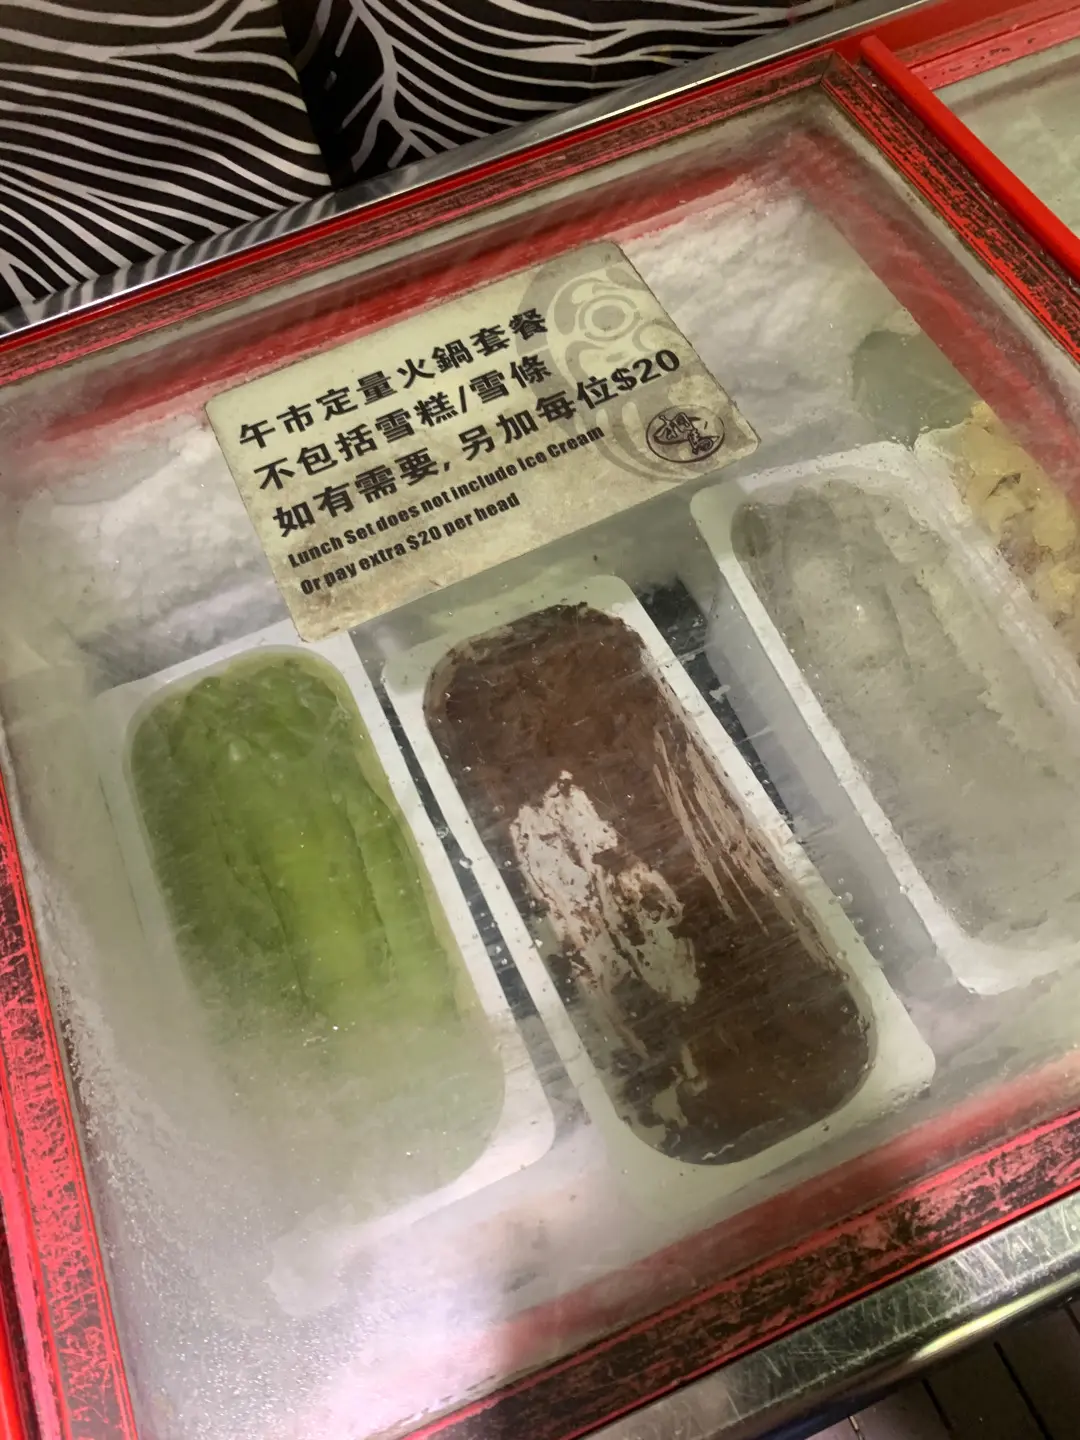 午市定量火鍋套餐
不包括雪糕/雪條
如有需要, 另加每位$20
Lunch Set does not include Ice Cream
Or pay extra $20 per head